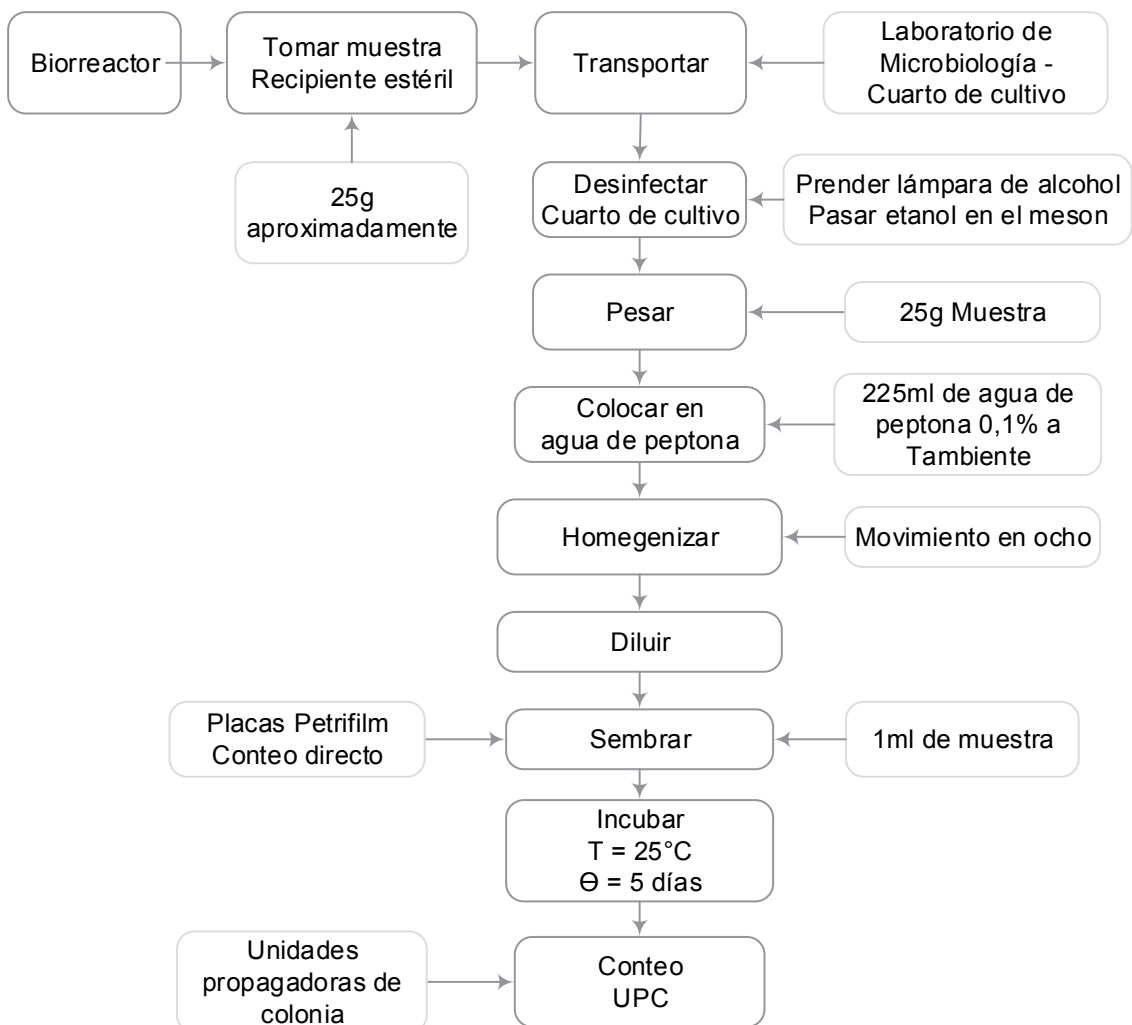 Biorreactor
Tomar muestra
Recipiente estéril
Transportar
Laboratorio de
Microbiología -
Cuarto de cultivo
25g
aproximadamente
Desinfectar
Cuarto de cultivo
Prender lámpara de alcohol
Pasar etanol en el meson
Pesar
25g Muestra
Colocar en
agua de peptona
225ml de agua de
peptona 0,1% a
Tambiente
Homegenizar
Movimiento en ocho
Diluir
Placas Petrifilm
Conteo directo
Sembrar
1ml de muestra
Incubar
T = 25°C
Ɵ = 5 días
Unidades
propagadoras de
colonia
Conteo
UPC